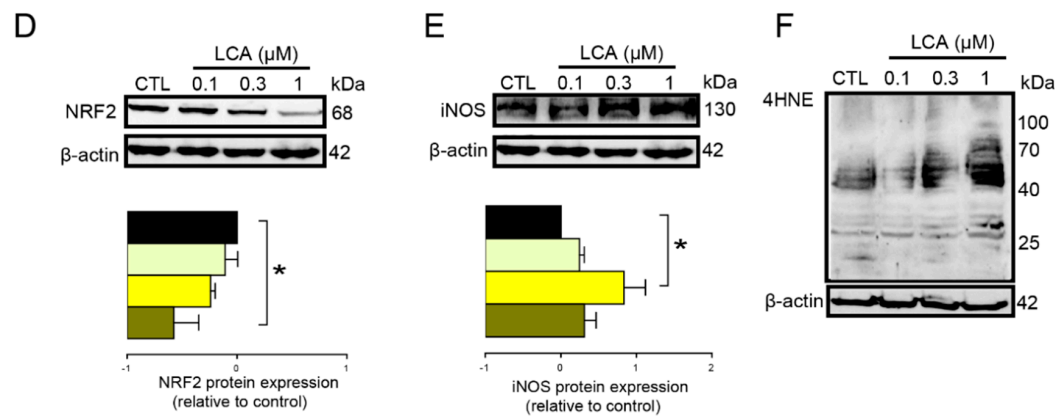 D
LCA (μM)
CTL 0.1 0.3 1 kDa
NRF2 68
β-actin 42
*
-1 0 1
NRF2 protein expression
(relative to control)
E
LCA (μM)
CTL 0.1 0.3 1 kDa
iNOS 130
β-actin 42
*
-1 0 1 2
iNOS protein expression
(relative to control)
F
LCA (μM)
CTL 0.1 0.3 1 kDa
4HNE
100
70
40
25
β-actin 42